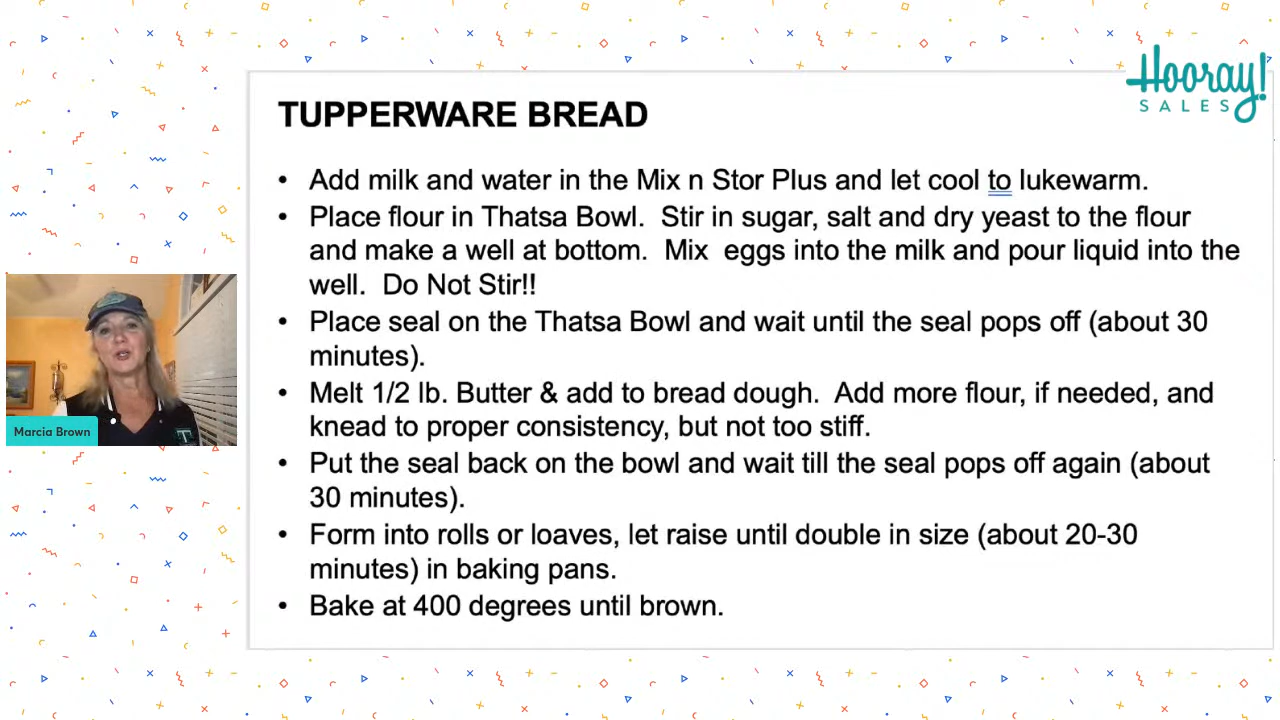 Hooray!
SALES
TUPPERWARE BREAD
• Add milk and water in the Mix n Stor Plus and let cool to lukewarm.
• Place flour in Thatsa Bowl.  Stir in sugar, salt and dry yeast to the flour
and make a well at bottom.  Mix  eggs into the milk and pour liquid into the
well.  Do Not Stir!!
• Place seal on the Thatsa Bowl and wait until the seal pops off (about 30
minutes).
• Melt 1/2 lb. Butter & add to bread dough.  Add more flour, if needed, and
knead to proper consistency, but not too stiff.
• Put the seal back on the bowl and wait till the seal pops off again (about
30 minutes).
• Form into rolls or loaves, let raise until double in size (about 20-30
minutes) in baking pans.
• Bake at 400 degrees until brown.
Marcia Brown